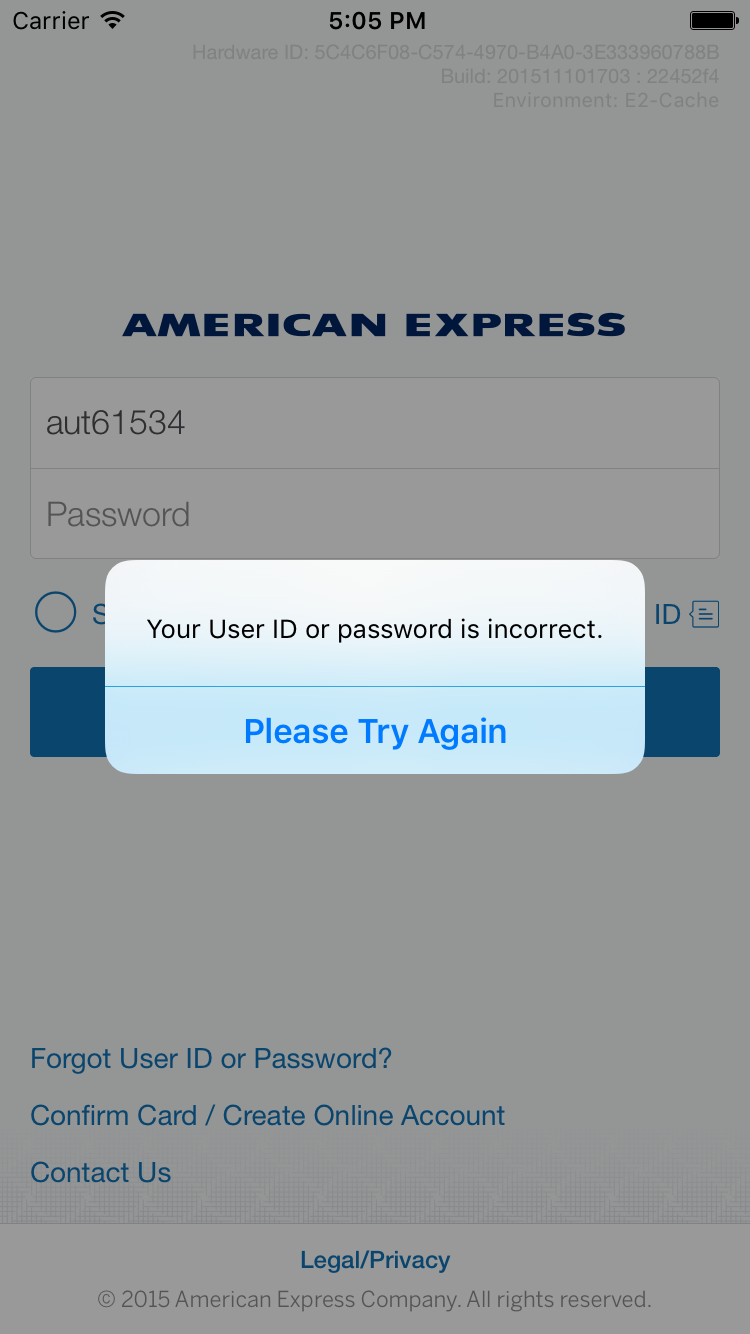 Carrier 5:05 PM
Hardware ID: 5C4C6F08-C574-4970-B4A0-3E333960788B
Build: 201511101703 : 22452f4
Environment: E2-Cache
AMERICAN EXPRESS
aut61534
Password
S ID
Your User ID or password is incorrect.
Please Try Again
Forgot User ID or Password?
Confirm Card / Create Online Account
Contact Us
Legal/Privacy
© 2015 American Express Company. All rights reserved.